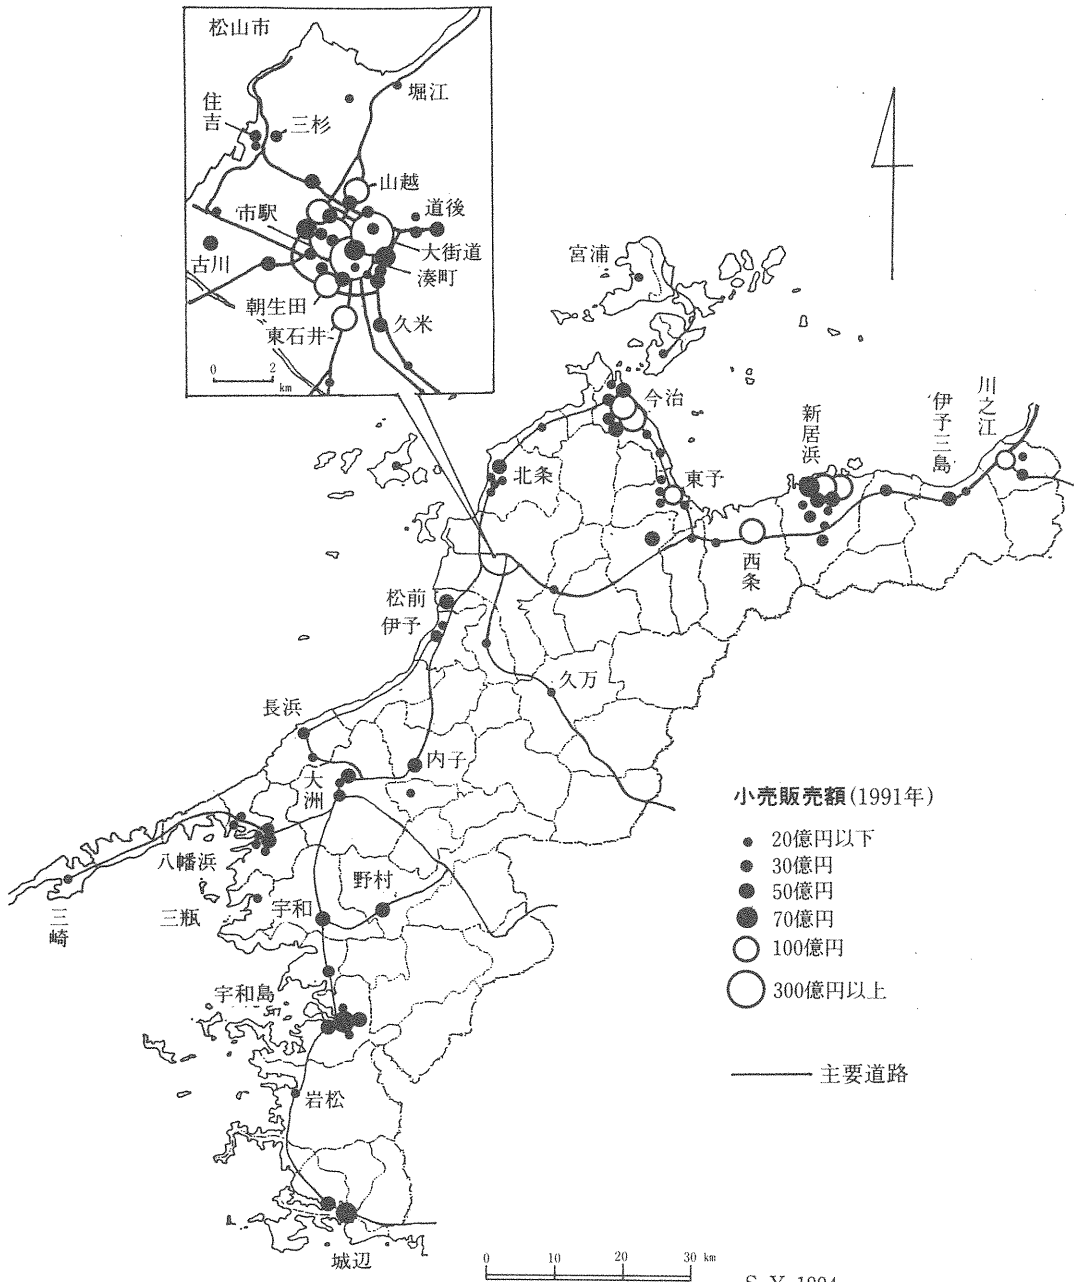 松山市
堀江
住吉
三杉
山越
市駅
道後
大街道
古川
湊町
朝生田
東石井
久米
0 2 km
宮浦
今治
川之江
伊予三島
新居浜
北条
東予
西条
松前
伊予
久万
長浜
内子
大洲
八幡浜
野村
三瓶
宇和
三崎
宇和島
岩松
城辺
小売販売額(1991年)
20億円以下
30億円
50億円
70億円
100億円
300億円以上
主要道路
0 10 20 30 km
S.Y.1994